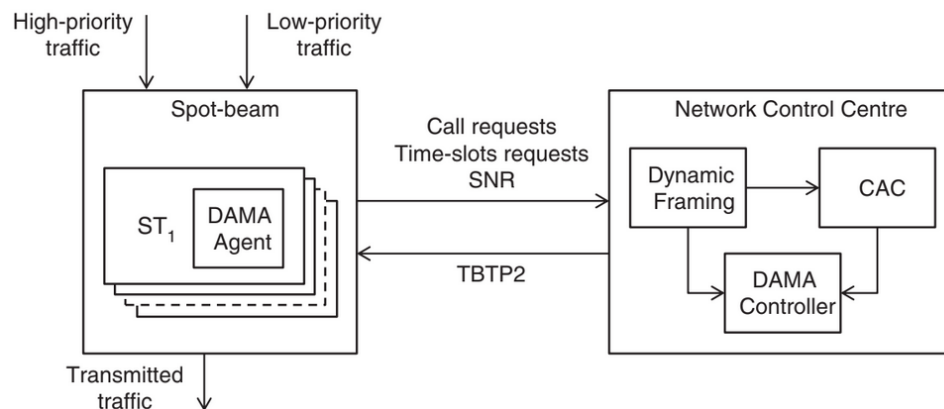 High-priority
traffic
Low-priority
traffic
Spot-beam
ST1
DAMA
Agent
Call requests
Time-slots requests
SNR
TBTP2
Network Control Centre
Dynamic
Framing
CAC
DAMA
Controller
Transmitted
traffic